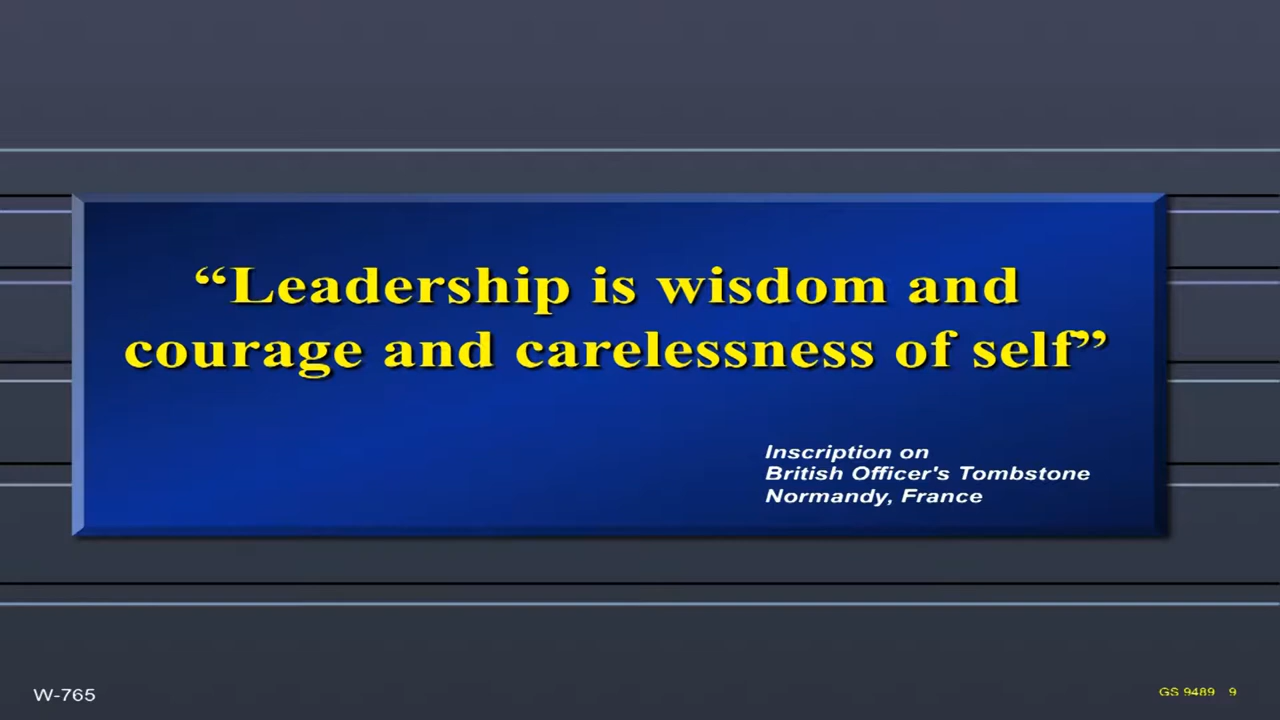 “Leadership is wisdom and
courage and carelessness of self”
Inscription on
British Officer's Tombstone
Normandy, France
W-765
GS 9489 9